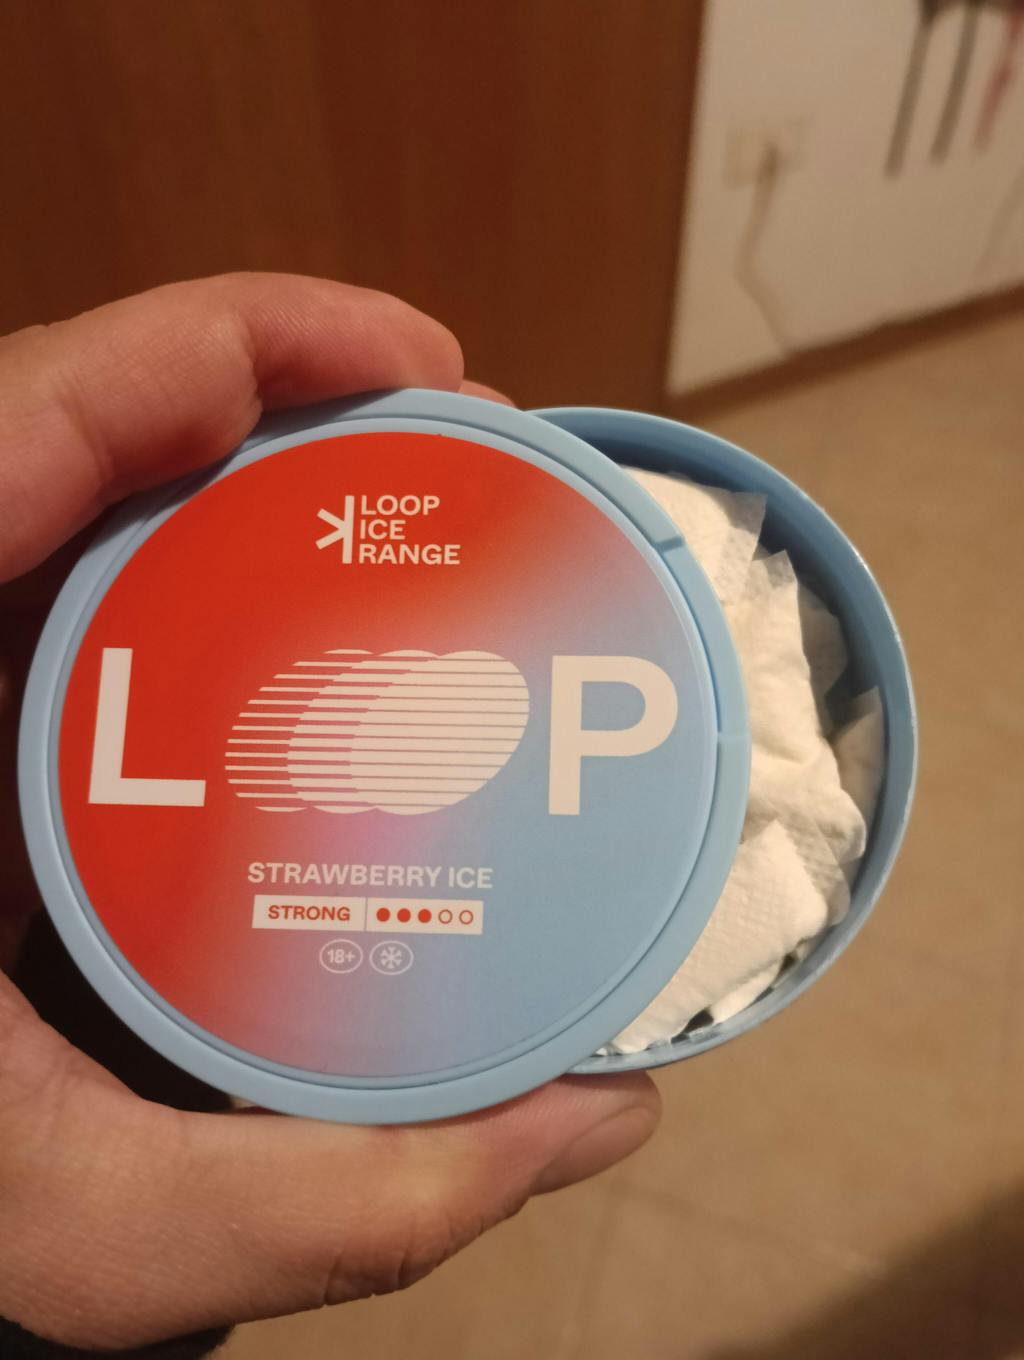 LOOP
ICE
RANGE
LOOP
STRAWBERRY ICE
STRONG
18+